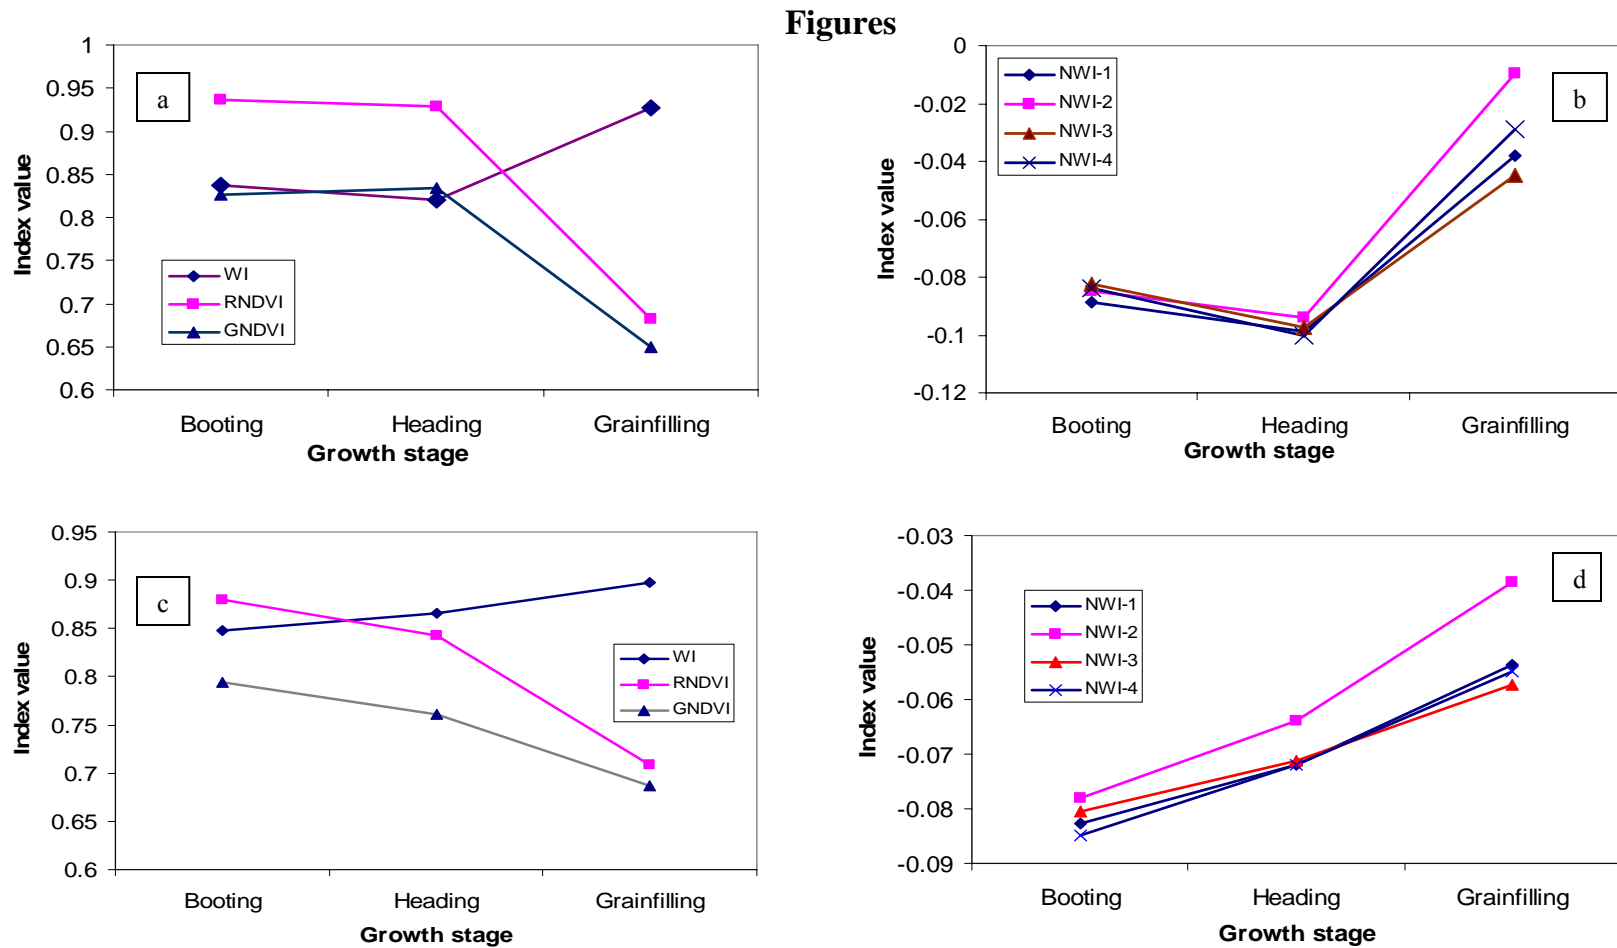 Figures
1
0.95
0.9
0.85
0.8
0.75
0.7
0.65
0.6
Index value
a
WI
RNDVI
GNDVI
Booting Heading Grainfilling
Growth stage
0
-0.02
-0.04
-0.06
-0.08
-0.1
-0.12
Index value
NWI-1
NWI-2
NWI-3
NWI-4
b
Booting Heading Grainfilling
Growth stage
0.95
0.9
0.85
0.8
0.75
0.7
0.65
0.6
Index value
c
WI
RNDVI
GNDVI
Booting Heading Grainfilling
Growth stage
-0.03
-0.04
-0.05
-0.06
-0.07
-0.08
-0.09
Index value
NWI-1
NWI-2
NWI-3
NWI-4
d
Booting Heading Grainfilling
Growth stage